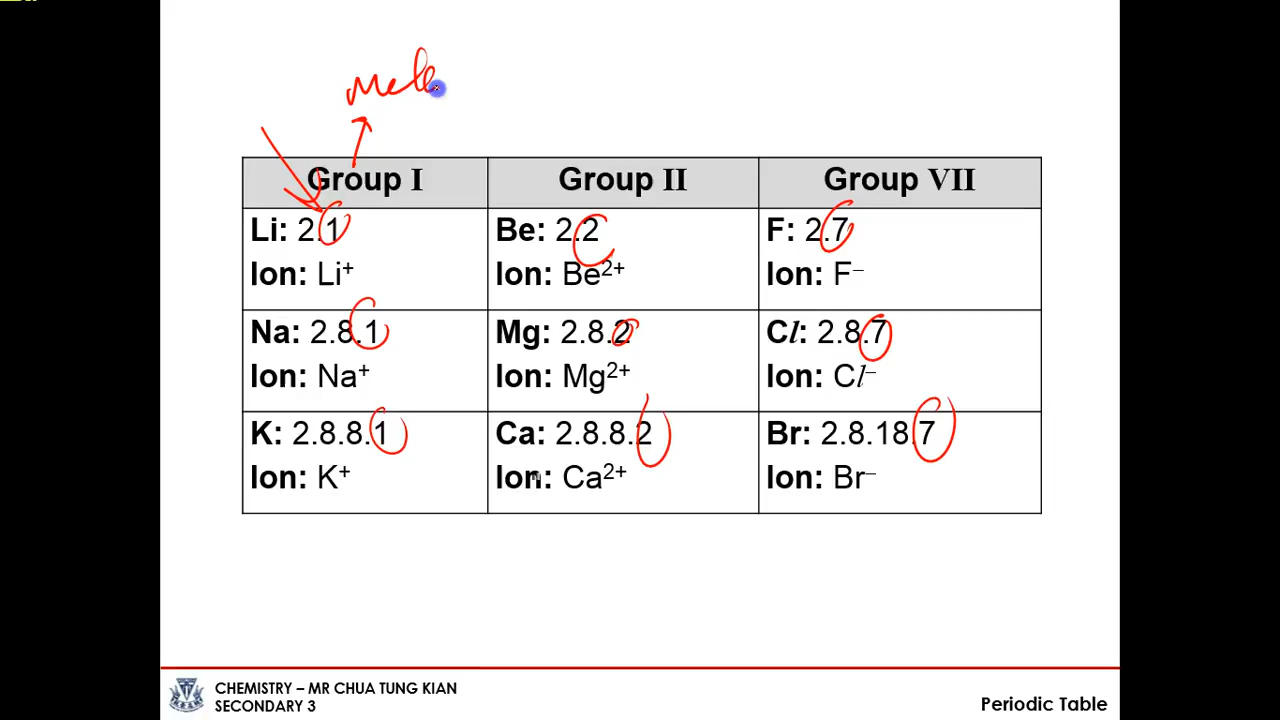 Mete
Group I Group II Group VII
Li: 2.1 Be: 2.2 F: 2.7
Ion: Li⁺ Ion: Be²⁺ Ion: F⁻
Na: 2.8.1 Mg: 2.8.2 Cl: 2.8.7
Ion: Na⁺ Ion: Mg²⁺ Ion: Cl⁻
K: 2.8.8.1 Ca: 2.8.8.2 Br: 2.8.18.7
Ion: K⁺ Ion: Ca²⁺ Ion: Br⁻
CHEMISTRY – MR CHUA TUNG KIAN
SECONDARY 3
Periodic Table